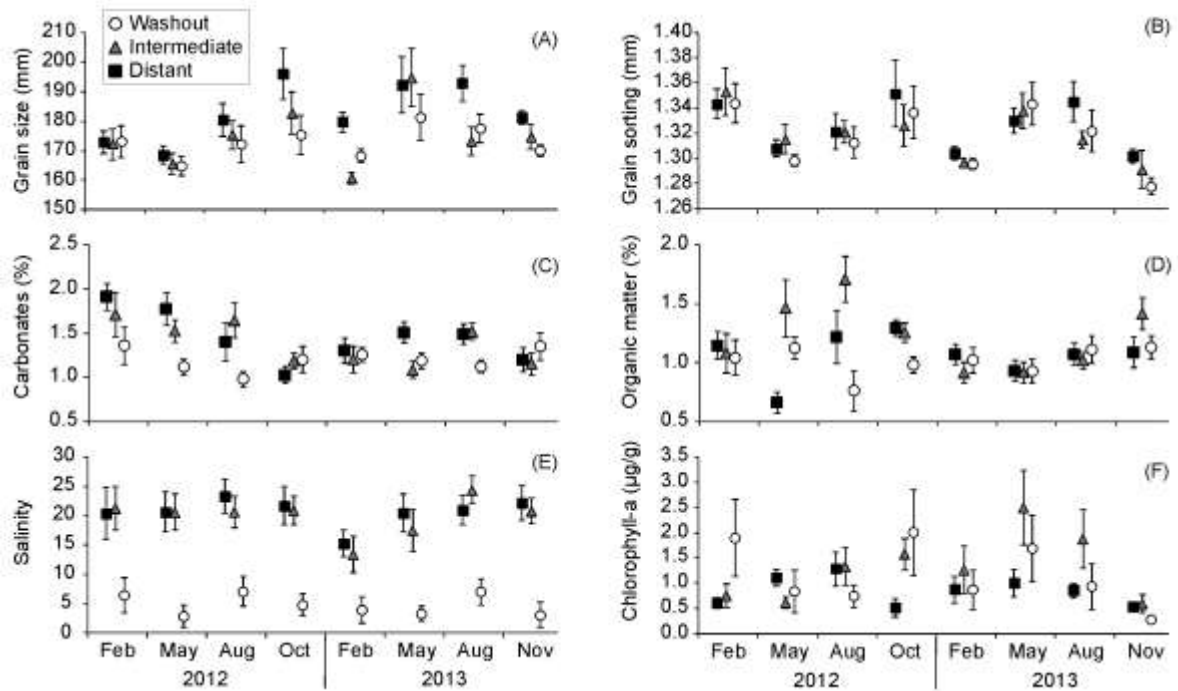 Washout
Intermediate
Distant
(A)
Grain size (mm)
210
200
190
180
170
160
150
(B)
Grain sorting (mm)
1.40
1.36
1.32
1.30
1.28
1.26
(C)
Carbonates (%)
2.5
2.0
1.5
1.0
0.5
(D)
Organic matter (%)
2.0
1.5
1.0
0.5
(E)
Salinity
30
25
20
15
10
5
0
(F)
Chlorophyll-a (µg/g)
3.5
3.0
2.5
2.0
1.5
1.0
0.5
0.0
Feb May Aug Oct Feb May Aug Nov
2012 2013
Feb May Aug Oct Feb May Aug Nov
2012 2013